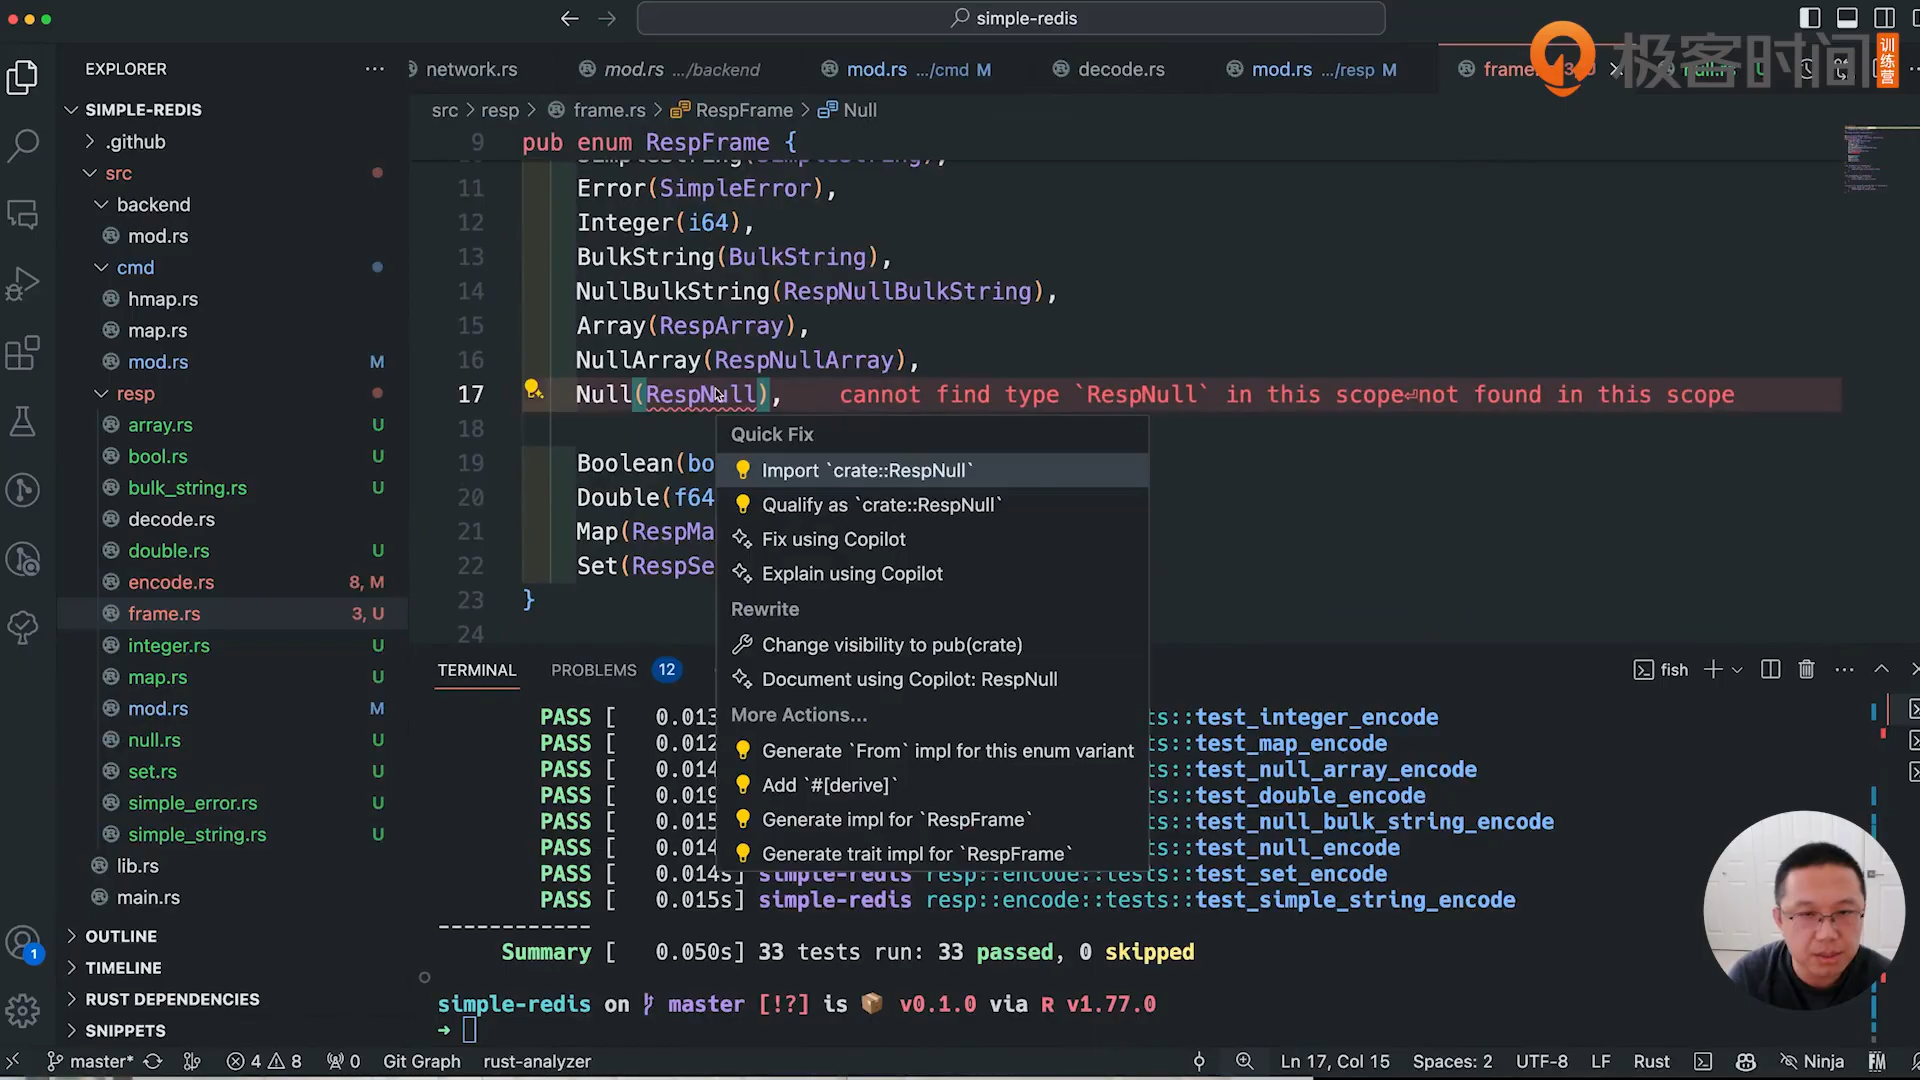 simple-redis
EXPLORER
SIMPLE-REDIS
.github
src
backend
mod.rs
cmd
hmap.rs
map.rs
mod.rs M
resp
array.rs U
bool.rs U
bulk_string.rs U
decode.rs
double.rs U
encode.rs 8, M
frame.rs 3, U
integer.rs U
map.rs U
mod.rs M
null.rs U
set.rs U
simple_error.rs U
simple_string.rs U
lib.rs
main.rs
OUTLINE
TIMELINE
RUST DEPENDENCIES
SNIPPETS
network.rs mod.rs .../backend mod.rs .../cmd M decode.rs mod.rs .../resp M
极客时间 训练营
src > resp > frame.rs > RespFrame > Null
9 pub enum RespFrame {
SimpleString(SimpleString),
11 Error(SimpleError),
12 Integer(i64),
13 BulkString(BulkString),
14 NullBulkString(RespNullBulkString),
15 Array(RespArray),
16 NullArray(RespNullArray),
17 Null(RespNull), cannot find type `RespNull` in this scope⏎not found in this scope
18
19 Boolean(bo
20 Double(f64
21 Map(RespMa
22 Set(RespSe
23 }
24
Quick Fix
Import `crate::RespNull`
Qualify as `crate::RespNull`
Fix using Copilot
Explain using Copilot
Rewrite
Change visibility to pub(crate)
Document using Copilot: RespNull
More Actions...
Generate `From` impl for this enum variant
Add `#[derive]`
Generate impl for `RespFrame`
Generate trait impl for `RespFrame`
TERMINAL PROBLEMS 12 fish
PASS [ 0.013 ts::test_integer_encode
PASS [ 0.012 ts::test_map_encode
PASS [ 0.014 ts::test_null_array_encode
PASS [ 0.019 ts::test_double_encode
PASS [ 0.015 ts::test_null_bulk_string_encode
PASS [ 0.014 ts::test_null_encode
PASS [ 0.014s] simple-redis resp::encode::tests::test_set_encode
PASS [ 0.015s] simple-redis resp::encode::tests::test_simple_string_encode
------------
Summary [ 0.050s] 33 tests run: 33 passed, 0 skipped
simple-redis on master [!?] is 📦 v0.1.0 via R v1.77.0
➜
1
master* 4 8 0 Git Graph rust-analyzer Ln 17, Col 15 Spaces: 2 UTF-8 LF Rust Ninja